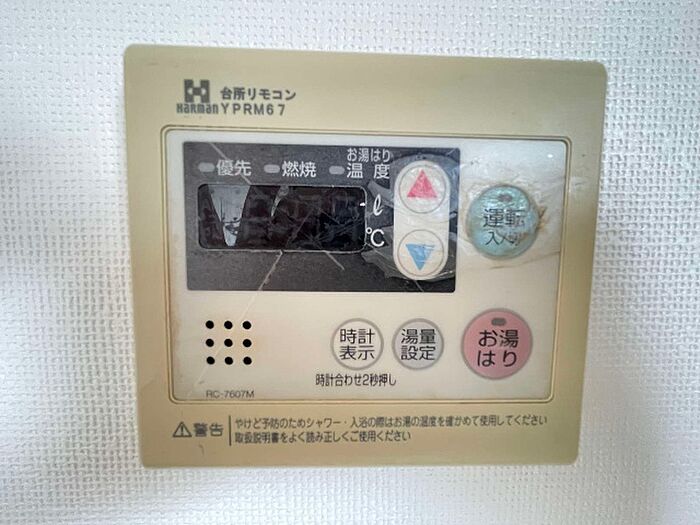 台所リモコン
HARMAN YPRM67
優先 燃焼 お湯はり
温度
ℓ
℃
運転
入/切
時計
表示
湯量
設定
お湯
はり
時計合わせ2秒押し
RC-7607M
⚠警告
やけど予防のためシャワー・入浴の際はお湯の温度を確かめて使用してください
取扱説明書をよく読み正しくご使用ください